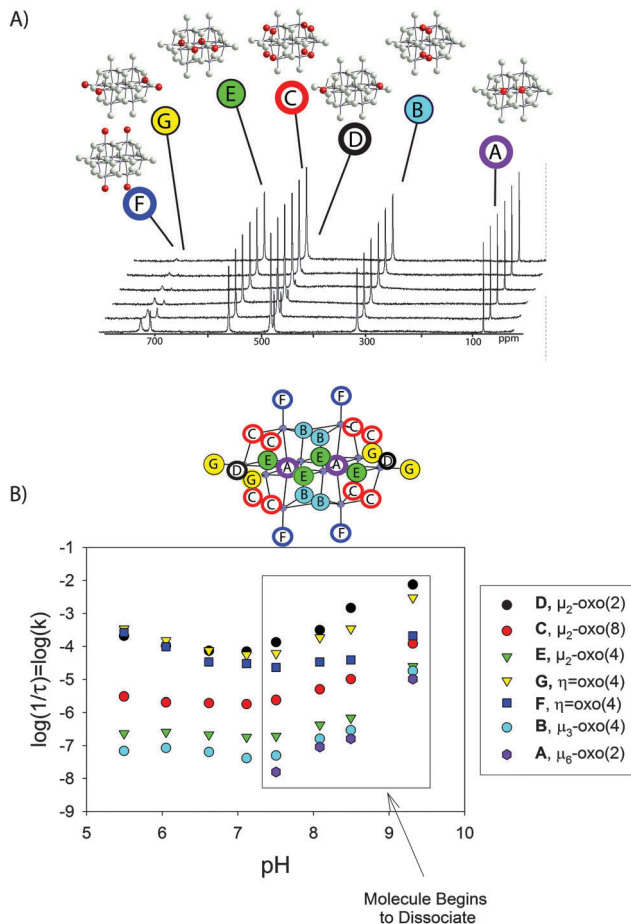 A)
E
C
B
G
D
A
F
700
500
300
100
ppm
F
F
C
B
C
C
C
B
C
G
E
E
G
D
D
A
A
G
G
E
E
C
B
B
C
C
C
F
F
B)
-1
-2
-3
-4
-5
-6
-7
-8
-9
log(1/τ)=log(k)
5
6
7
8
9
10
pH
D, μ₂-oxo(2)
C, μ₂-oxo(8)
E, μ₂-oxo(4)
G, η=oxo(4)
F, η=oxo(4)
B, μ₃-oxo(4)
A, μ₆-oxo(2)
Molecule Begins
to Dissociate